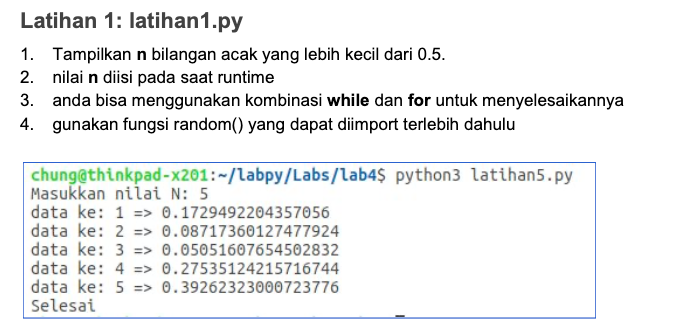 Latihan 1: latihan1.py
1. Tampilkan n bilangan acak yang lebih kecil dari 0.5.
2. nilai n diisi pada saat runtime
3. anda bisa menggunakan kombinasi while dan for untuk menyelesaikannya
4. gunakan fungsi random() yang dapat diimport terlebih dahulu
chung@thinkpad-x201:~/labpy/Labs/lab4$ python3 latihan5.py
Masukkan nilai N: 5
data ke: 1 => 0.1729492204357056
data ke: 2 => 0.08717360127477924
data ke: 3 => 0.05051607654502832
data ke: 4 => 0.27535124215716744
data ke: 5 => 0.39262323000723776
Selesai